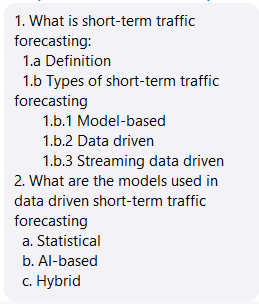 1. What is short-term traffic
forecasting:
1.a Definition
1.b Types of short-term traffic
forecasting
1.b.1 Model-based
1.b.2 Data driven
1.b.3 Streaming data driven
2. What are the models used in
data driven short-term traffic
forecasting
a. Statistical
b. AI-based
c. Hybrid